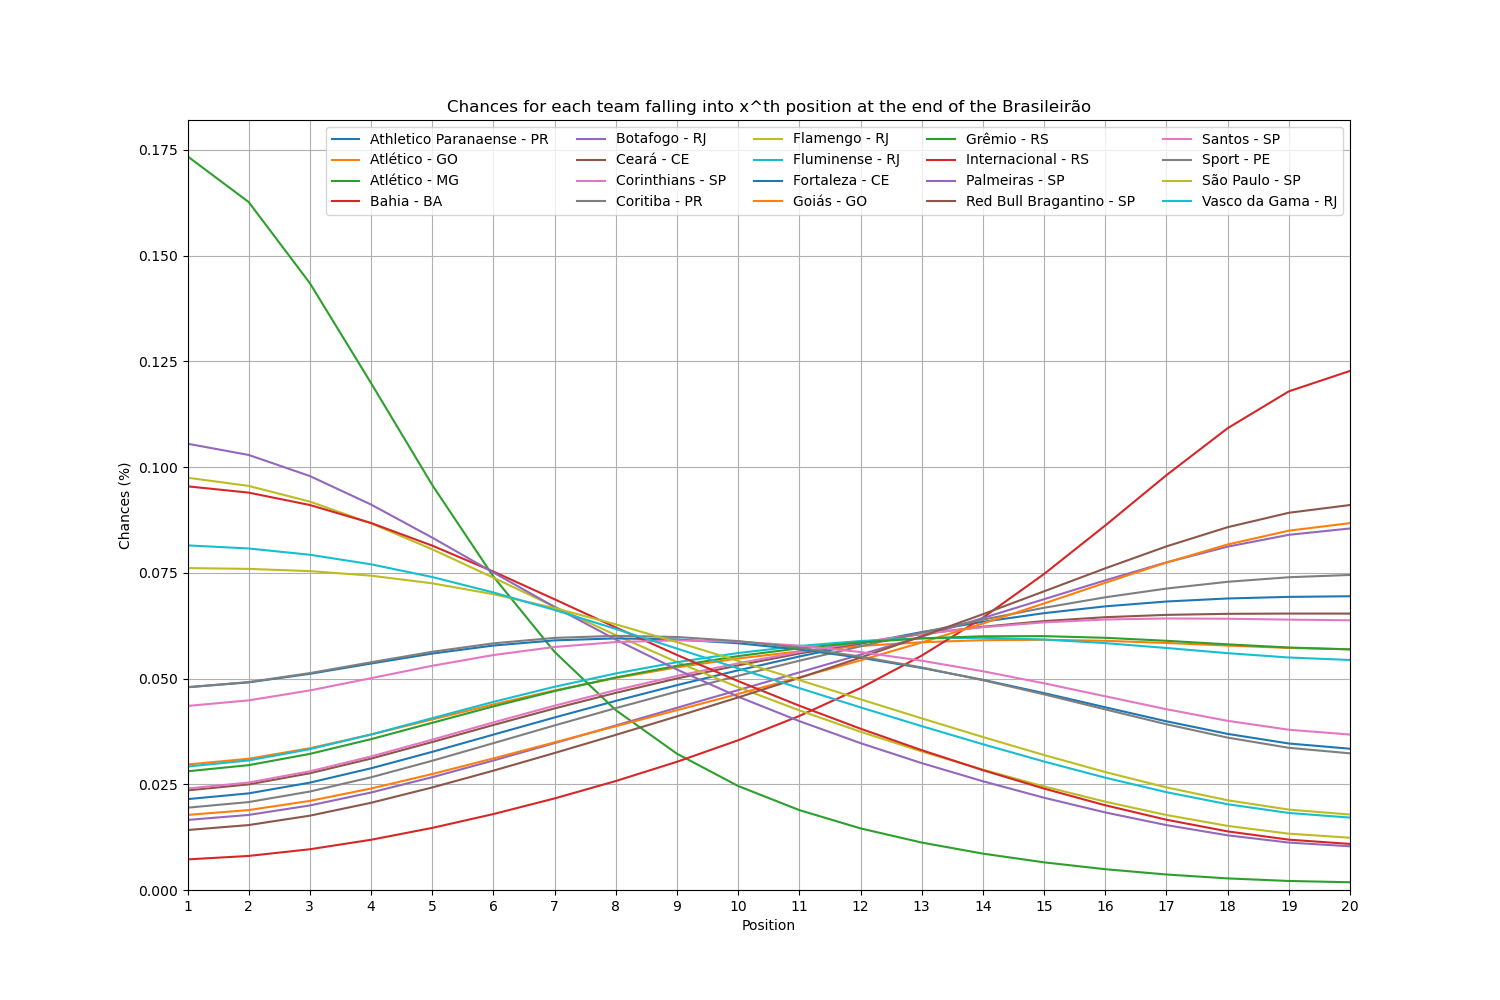 Chances for each team falling into x^th position at the end of the Brasileirão
Athletico Paranaense - PR
Atlético - GO
Atlético - MG
Bahia - BA
Botafogo - RJ
Ceará - CE
Corinthians - SP
Coritiba - PR
Flamengo - RJ
Fluminense - RJ
Fortaleza - CE
Goiás - GO
Grêmio - RS
Internacional - RS
Palmeiras - SP
Red Bull Bragantino - SP
Santos - SP
Sport - PE
São Paulo - SP
Vasco da Gama - RJ
Chances (%)
0.175
0.150
0.125
0.100
0.075
0.050
0.025
0.000
1 2 3 4 5 6 7 8 9 10 11 12 13 14 15 16 17 18 19 20
Position